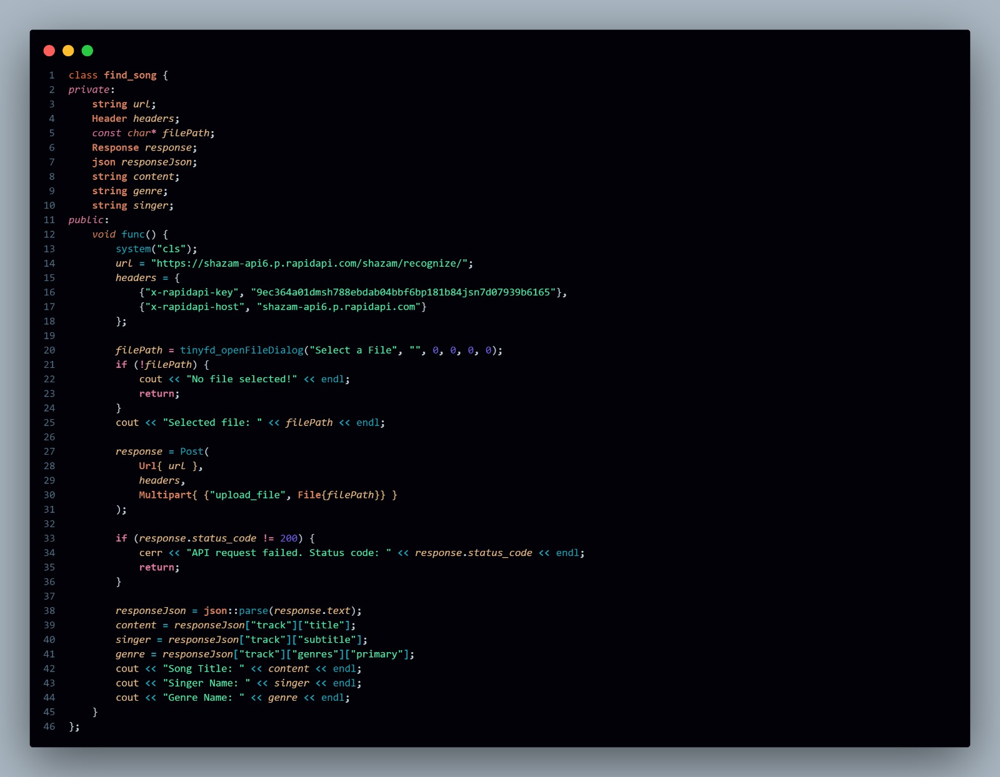 1 class find_song {
2 private:
3     string url;
4     Header headers;
5     const char* filePath;
6     Response response;
7     json responseJson;
8     string content;
9     string genre;
10     string singer;
11 public:
12     void func() {
13         system("cls");
14         url = "https://shazam-api6.p.rapidapi.com/shazam/recognize/";
15         headers = {
16             {"x-rapidapi-key", "9ec364a01dmsh788ebdab04bbf6bp181b84jsn7d07939b6165"},
17             {"x-rapidapi-host", "shazam-api6.p.rapidapi.com"}
18         };
19
20         filePath = tinyfd_openFileDialog("Select a File", "", 0, 0, 0, 0);
21         if (!filePath) {
22             cout << "No file selected!" << endl;
23             return;
24         }
25         cout << "Selected file: " << filePath << endl;
26
27         response = Post(
28             Url{ url },
29             headers,
30             Multipart{ {"upload_file", File{filePath}} }
31         );
32
33         if (response.status_code != 200) {
34             cerr << "API request failed. Status code: " << response.status_code << endl;
35             return;
36         }
37
38         responseJson = json::parse(response.text);
39         content = responseJson["track"]["title"];
40         singer = responseJson["track"]["subtitle"];
41         genre = responseJson["track"]["genres"]["primary"];
42         cout << "Song Title: " << content << endl;
43         cout << "Singer Name: " << singer << endl;
44         cout << "Genre Name: " << genre << endl;
45     }
46 };